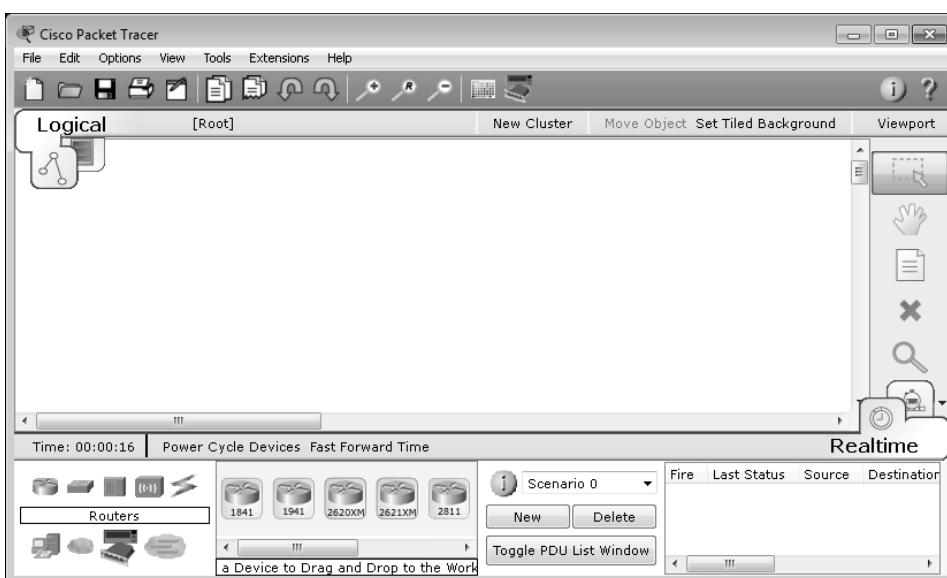 Cisco Packet Tracer
File Edit Options View Tools Extensions Help
Logical [Root] New Cluster Move Object Set Tiled Background Viewport
Time: 00:00:16 Power Cycle Devices Fast Forward Time Realtime
Routers
1841 1941 2620XM 2621XM 2811
a Device to Drag and Drop to the Work
Scenario 0
New Delete
Toggle PDU List Window
Fire Last Status Source Destination